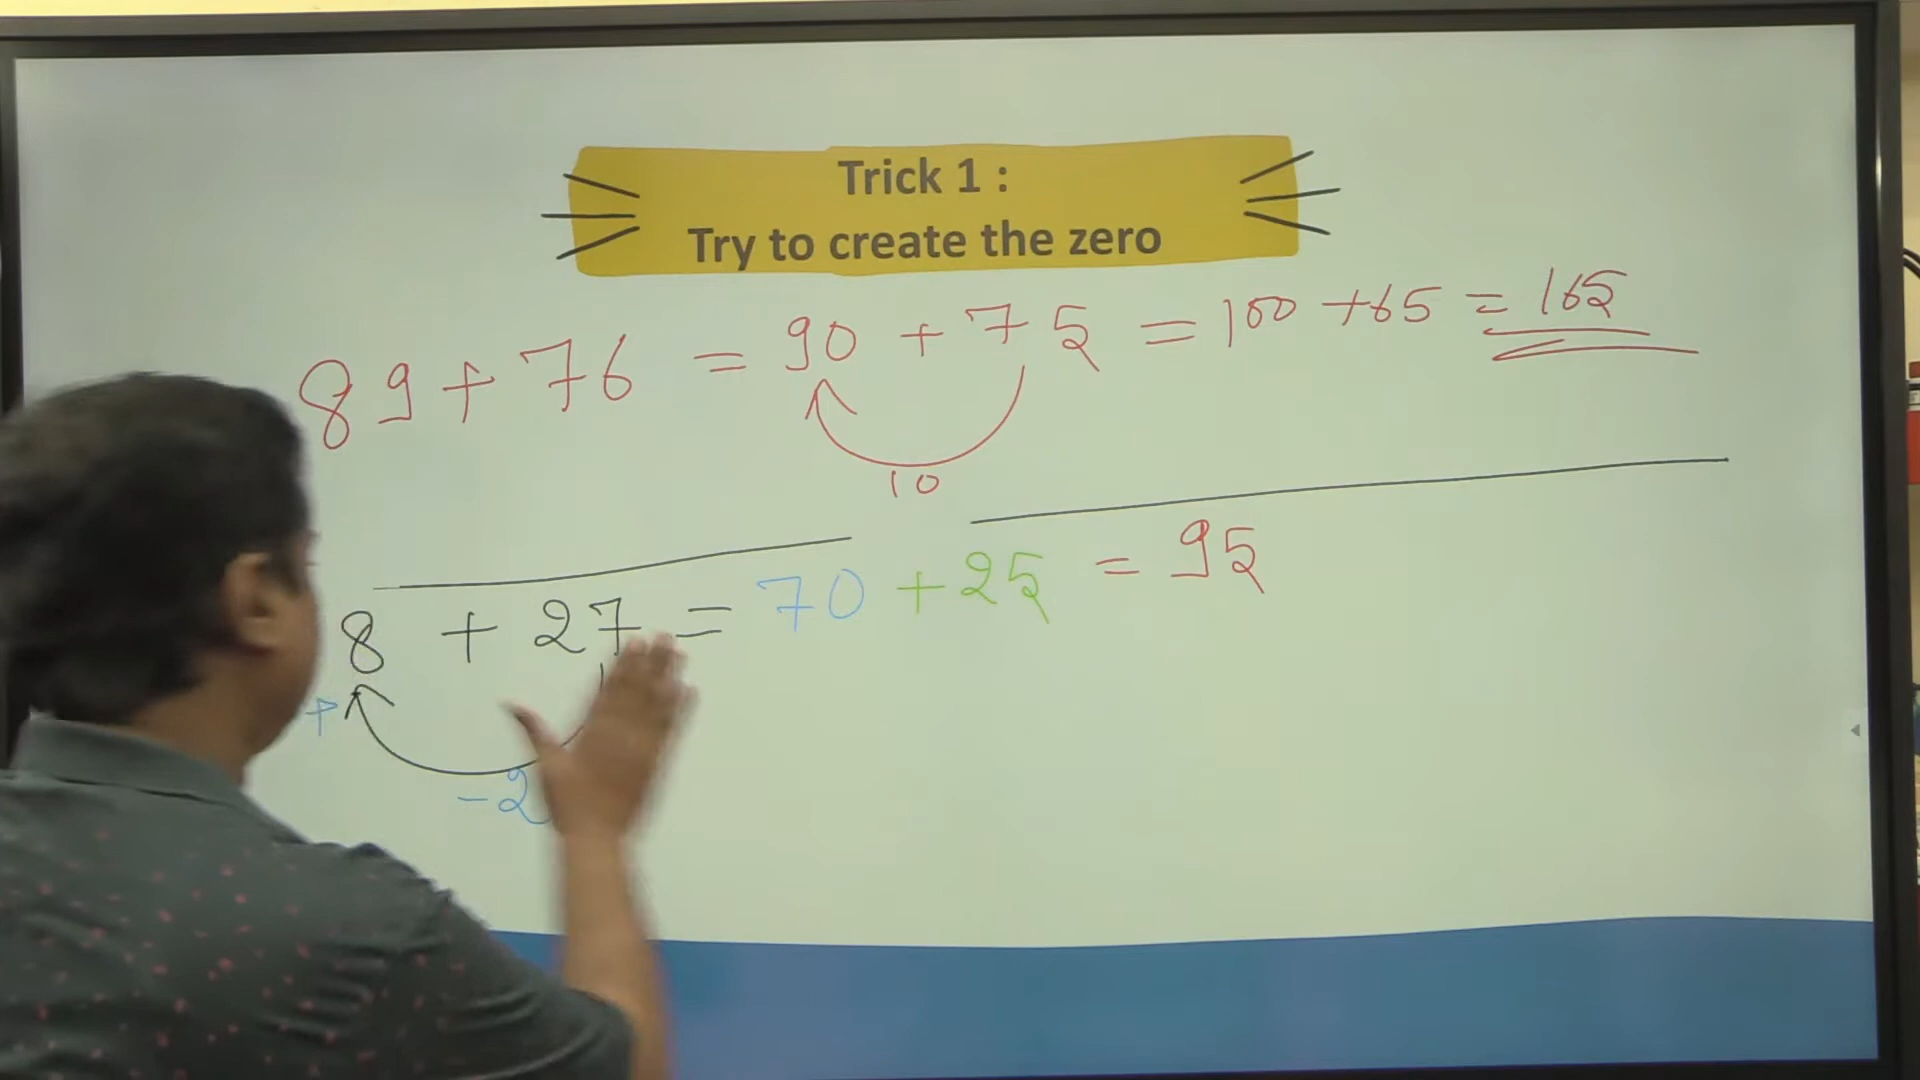 Trick 1 :
Try to create the zero
89 + 76 = 90 + 75 = 100 + 65 = 165
10
8 + 27 = 70 + 25 = 95
+
-2